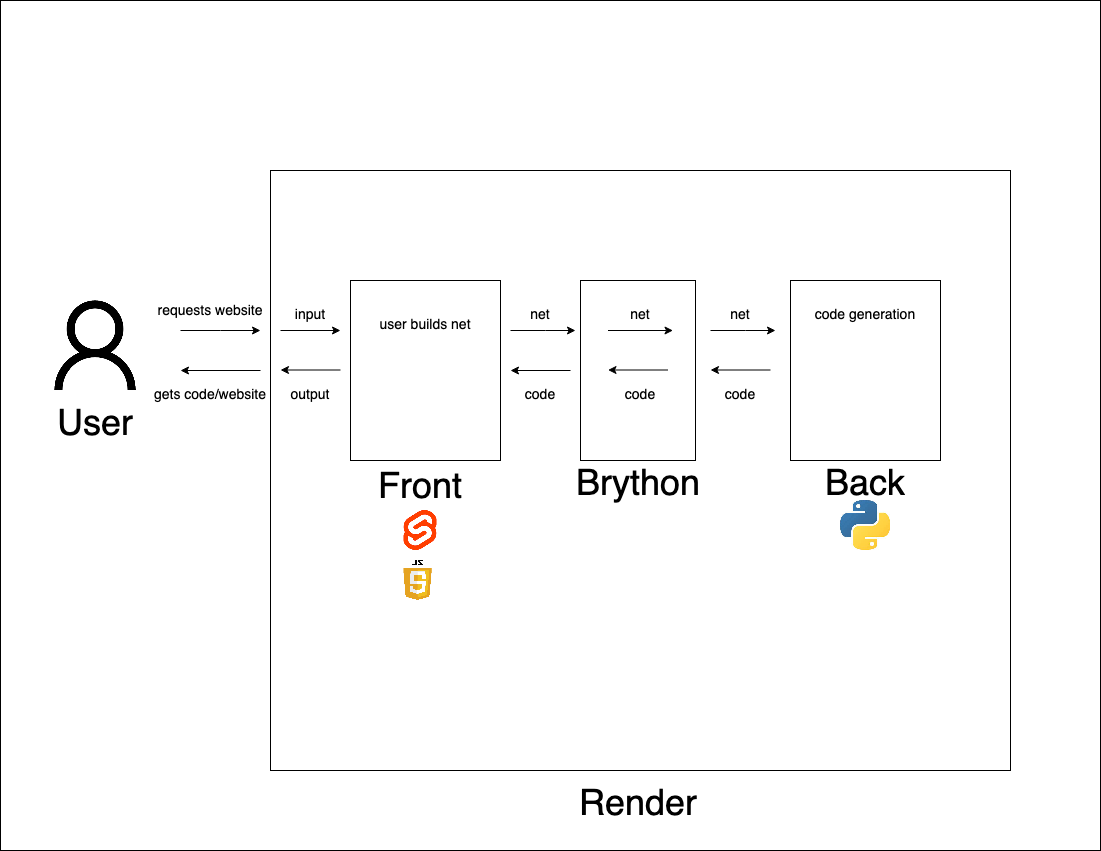 requests website
input
user builds net
net
net
net
code generation
gets code/website
output
code
code
code
User
Front
Brython
Back
JS
Render